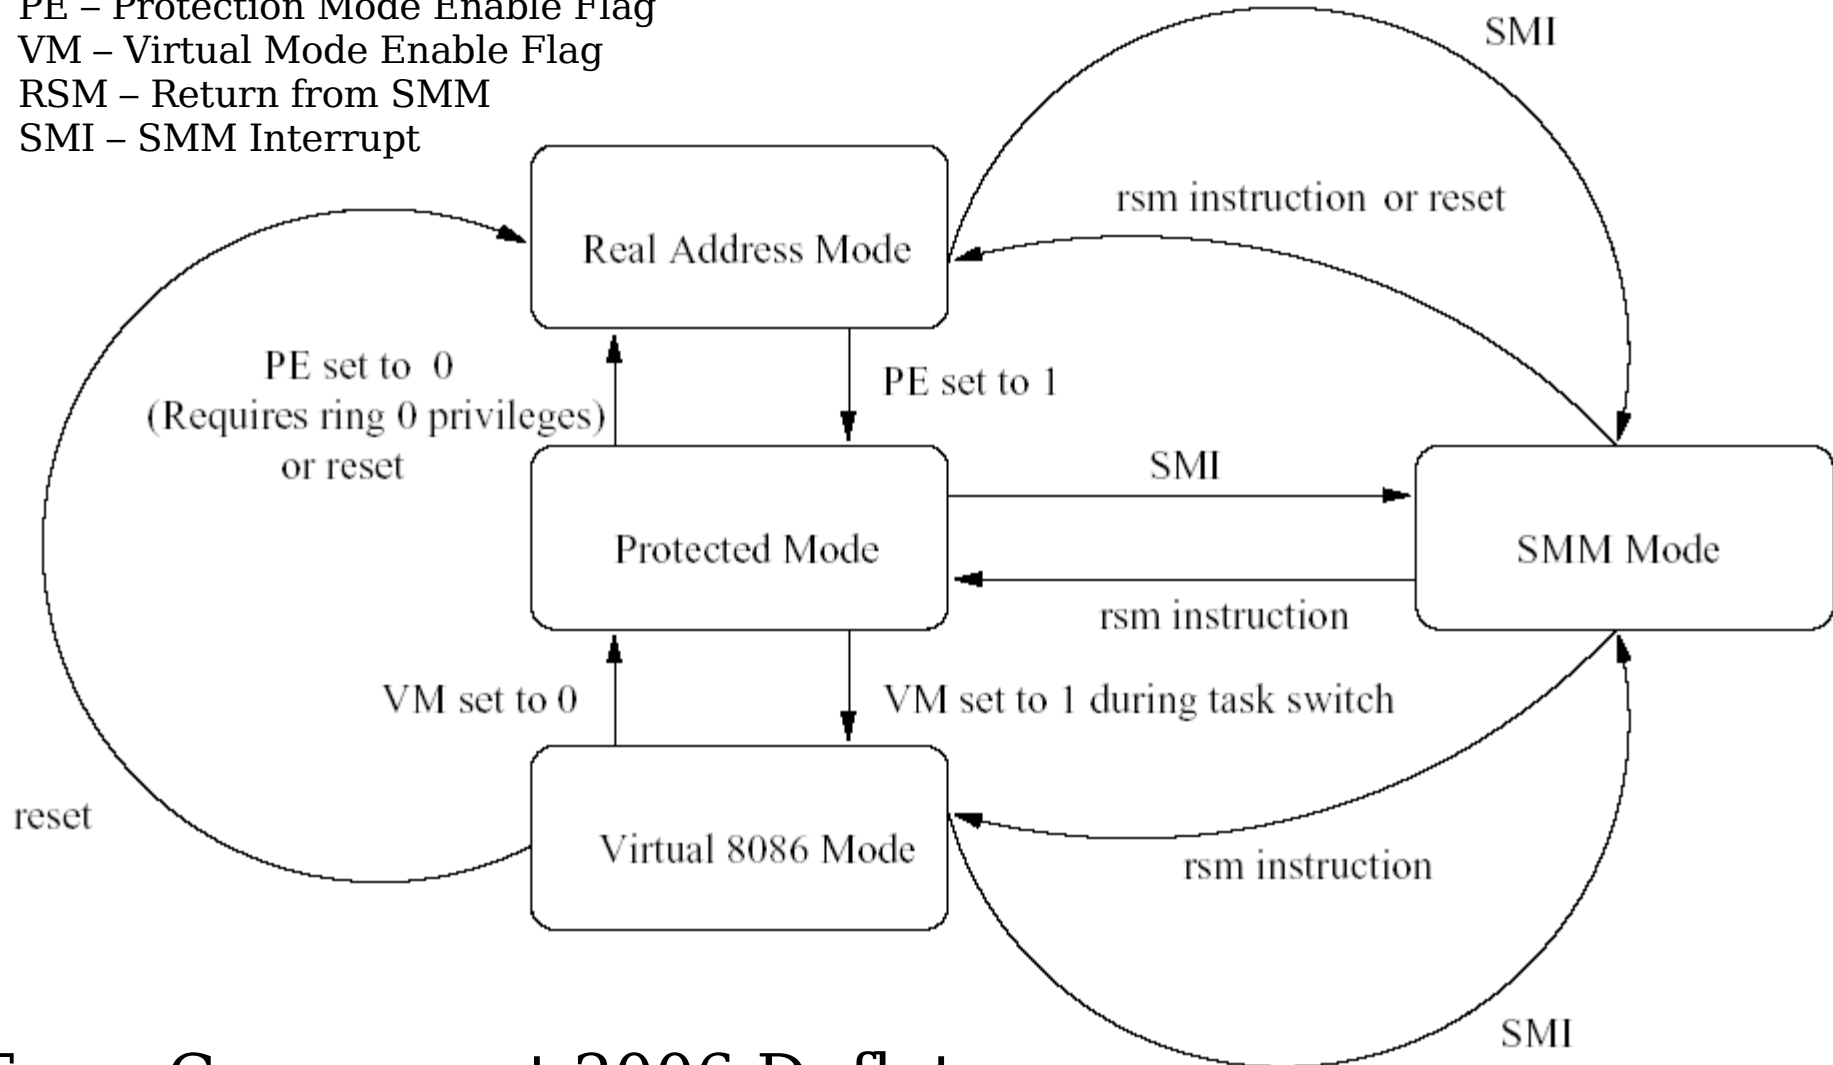 PE – Protection Mode Enable Flag
VM – Virtual Mode Enable Flag
RSM – Return from SMM
SMI – SMM Interrupt
SMI
rsm instruction or reset
Real Address Mode
PE set to 0
(Requires ring 0 privileges)
or reset
PE set to 1
SMI
Protected Mode
SMM Mode
rsm instruction
VM set to 0
VM set to 1 during task switch
reset
Virtual 8086 Mode
rsm instruction
SMI